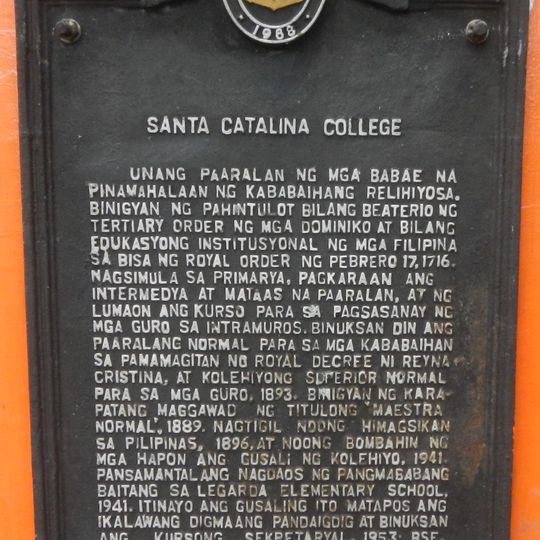 1988
SANTA CATALINA COLLEGE
UNANG PAARALAN NG MGA BABAE NA
PINAMAHALAAN NG KABABAIHANG RELIHIYOSA.
BINIGYAN NG PAHINTULOT BILANG BEATERIO NG
TERTIARY ORDER NG MGA DOMINIKO AT BILANG
EDUKASYONG INSTITUSYONAL NG MGA FILIPINA
SA BISA NG ROYAL ORDER NG PEBRERO 17, 1716.
NAGSIMULA SA PRIMARYA, PAGKARAAN ANG
INTERMEDYA AT MATAAS NA PAARALAN, AT NG
LUMAON ANG KURSO PARA SA PAGSASANAY NG
MGA GURO SA INTRAMUROS. BINUKSAN DIN ANG
PAARALANG NORMAL PARA SA MGA KABABAIHAN
SA PAMAMAGITAN NG ROYAL DECREE NI REYNA
CRISTINA, AT KOLEHIYONG SUPERIOR NORMAL
PARA SA MGA GURO, 1893. BINIGYAN NG KARA-
PATANG MAGGAWAD NG TITULONG "MAESTRA
NORMAL", 1889. NAGTIGIL NOONG HIMAGSIKAN
SA PILIPINAS, 1896, AT NOONG BOMBAHIN NG
MGA HAPON ANG GUSALI NG KOLEHIYO, 1941.
PANSAMANTALANG NAGDAOS NG PANGMABABANG
BAITANG SA LEGARDA ELEMENTARY SCHOOL,
1941. ITINAYO ANG GUSALING ITO MATAPOS ANG
IKALAWANG DIGMAANG PANDAIGDIG AT BINUKSAN
ANG KURSONG SEKRETARYAL, 1953; BSE,